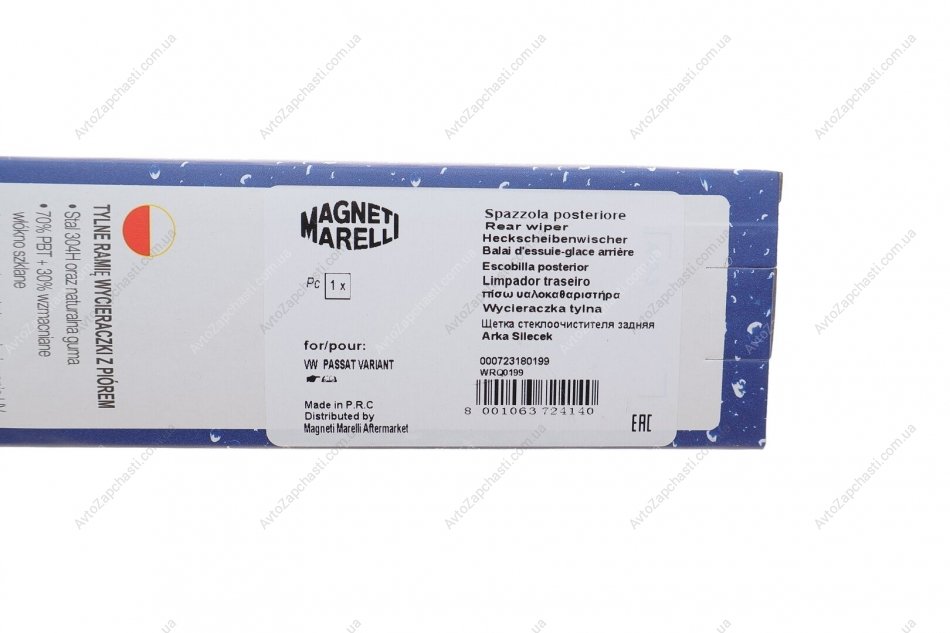 TYLNE RAMIĘ WYCIERACZKI Z PIÓREM
• Stal 304H oraz naturalna guma
• 70% PBT + 30% wzmacniane
włókno szklane
MAGNETI
MARELLI
Pc 1 x
for/pour:
VW PASSAT VARIANT
Made in P.R.C
Distributed by
Magneti Marelli Aftermarket
Spazzola posteriore
Rear wiper
Heckscheibenwischer
Balai d'essuie-glace arrière
Escobilla posterior
Limpador traseiro
πίσω υαλοκαθαριστήρα
Wycieraczka tylna
Щетка стеклоочистителя задняя
Arka Silecek
000723180199
WRQ0199
8 001063 724140
EAC
AvtoZapchasti.com.ua